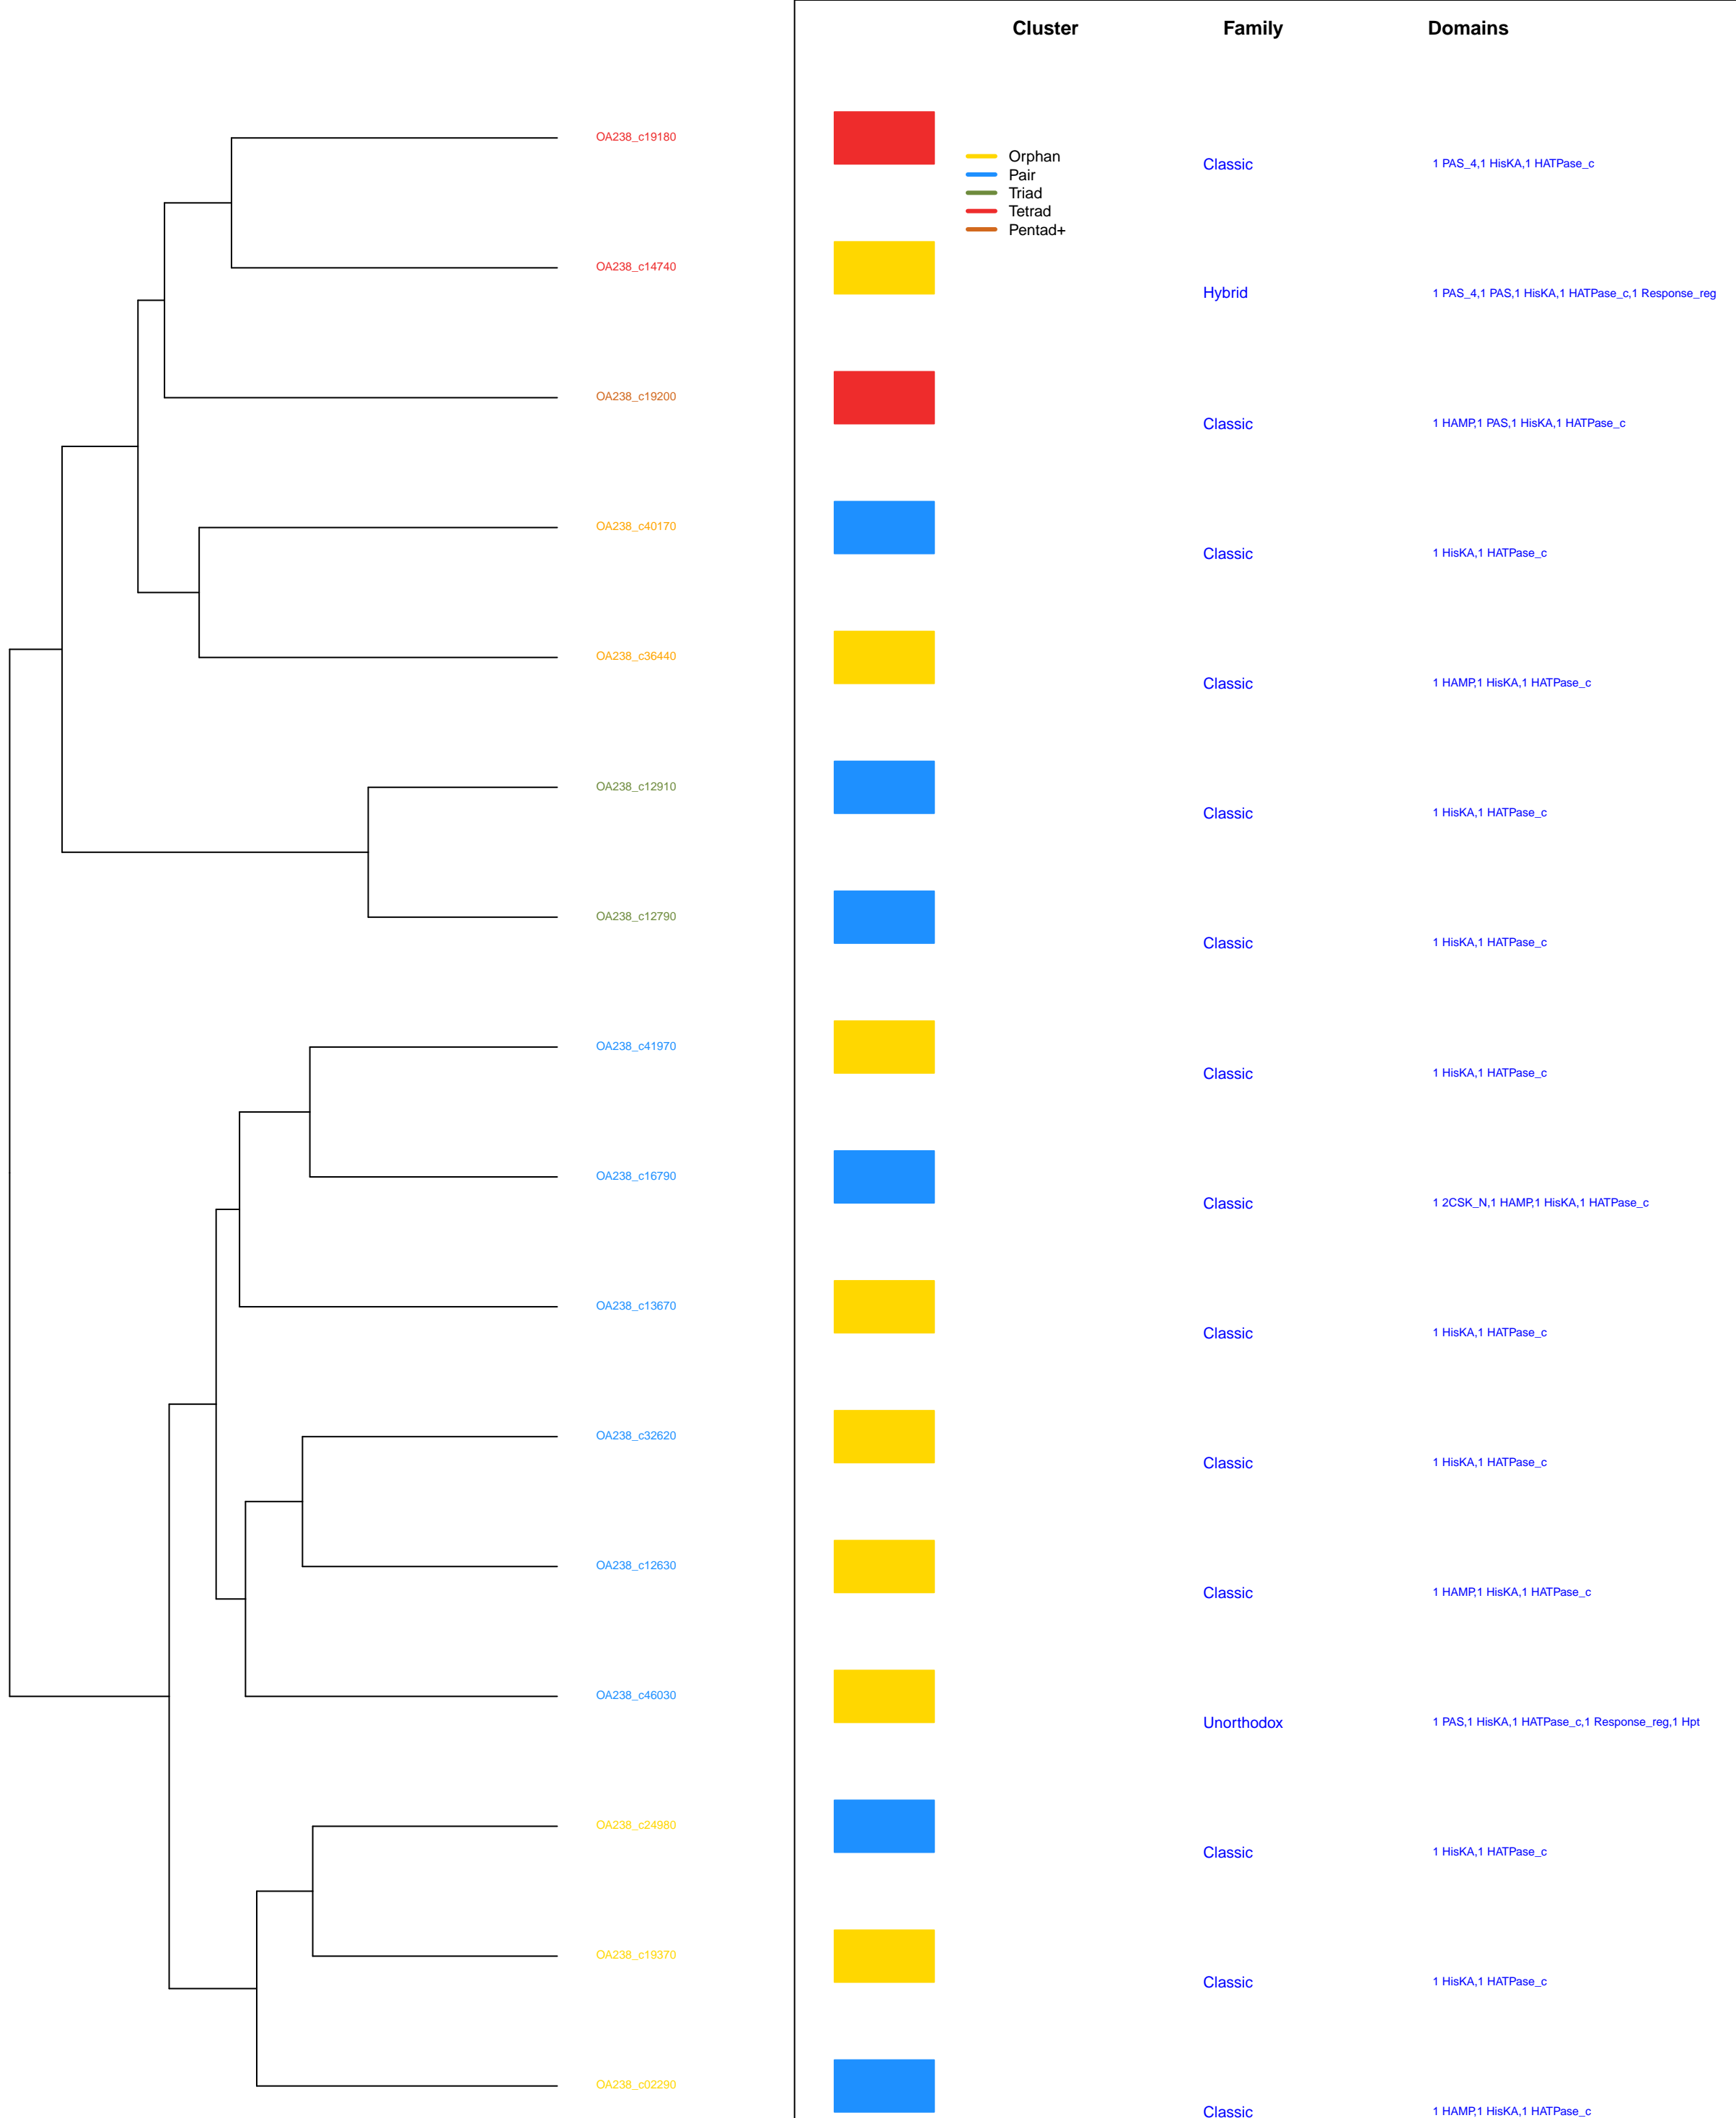 Cluster Family Domains
OA238_c19180
Orphan
Pair
Triad
Tetrad
Pentad+
Classic 1 PAS_4,1 HisKA,1 HATPase_c
OA238_c14740
Hybrid 1 PAS_4,1 PAS,1 HisKA,1 HATPase_c,1 Response_reg
OA238_c19200
Classic 1 HAMP,1 PAS,1 HisKA,1 HATPase_c
OA238_c40170
Classic 1 HisKA,1 HATPase_c
OA238_c36440
Classic 1 HAMP,1 HisKA,1 HATPase_c
OA238_c12910
Classic 1 HisKA,1 HATPase_c
OA238_c12790
Classic 1 HisKA,1 HATPase_c
OA238_c41970
Classic 1 HisKA,1 HATPase_c
OA238_c16790
Classic 1 2CSK_N,1 HAMP,1 HisKA,1 HATPase_c
OA238_c13670
Classic 1 HisKA,1 HATPase_c
OA238_c32620
Classic 1 HisKA,1 HATPase_c
OA238_c12630
Classic 1 HAMP,1 HisKA,1 HATPase_c
OA238_c46030
Unorthodox 1 PAS,1 HisKA,1 HATPase_c,1 Response_reg,1 Hpt
OA238_c24980
Classic 1 HisKA,1 HATPase_c
OA238_c19370
Classic 1 HisKA,1 HATPase_c
OA238_c02290
Classic 1 HAMP,1 HisKA,1 HATPase_c